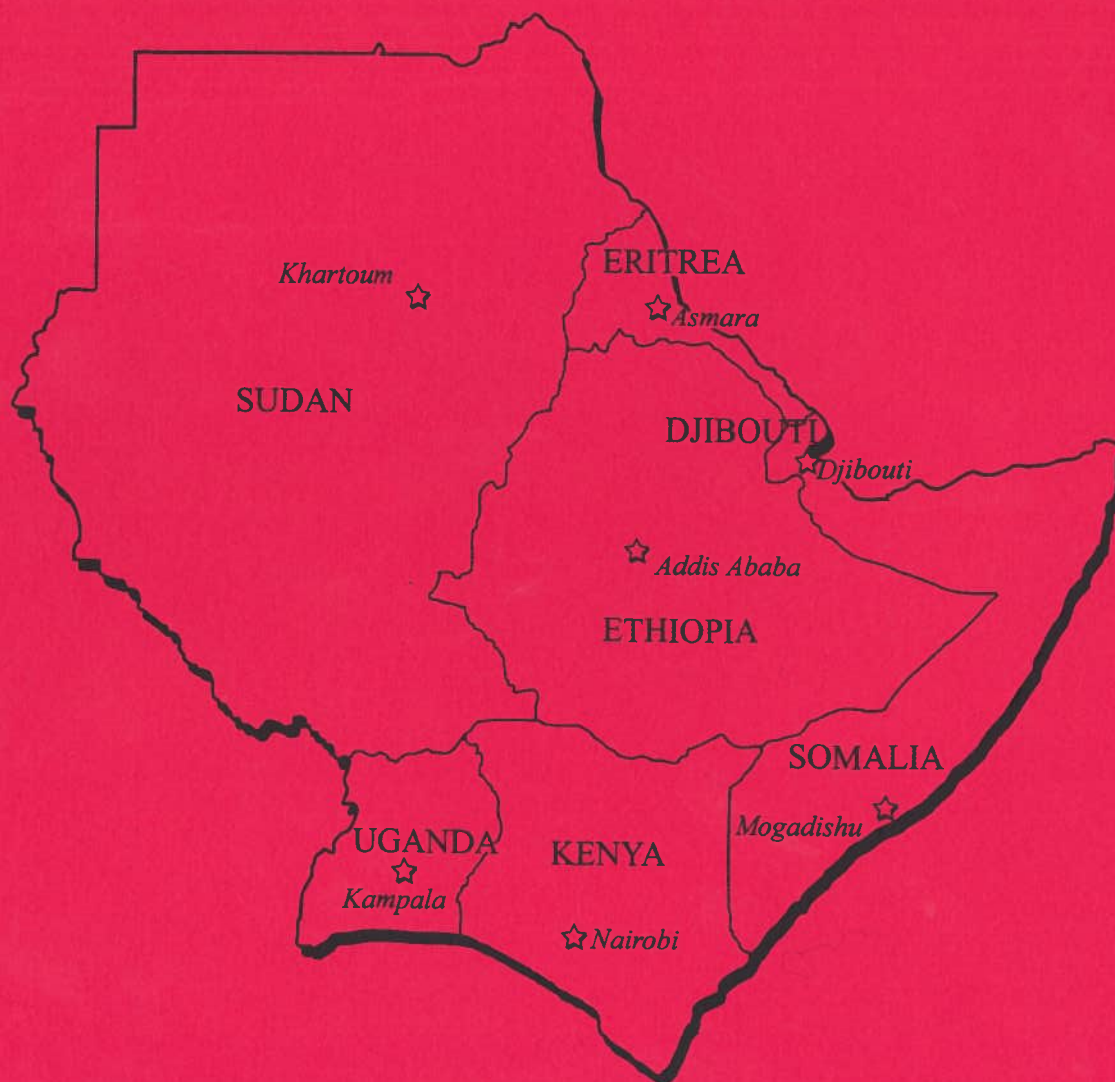 ERITREA
Khartoum
Asmara
SUDAN
DJIBOUTI
Djibouti
Addis Ababa
ETHIOPIA
SOMALIA
Mogadishu
UGANDA
KENYA
Kampala
Nairobi